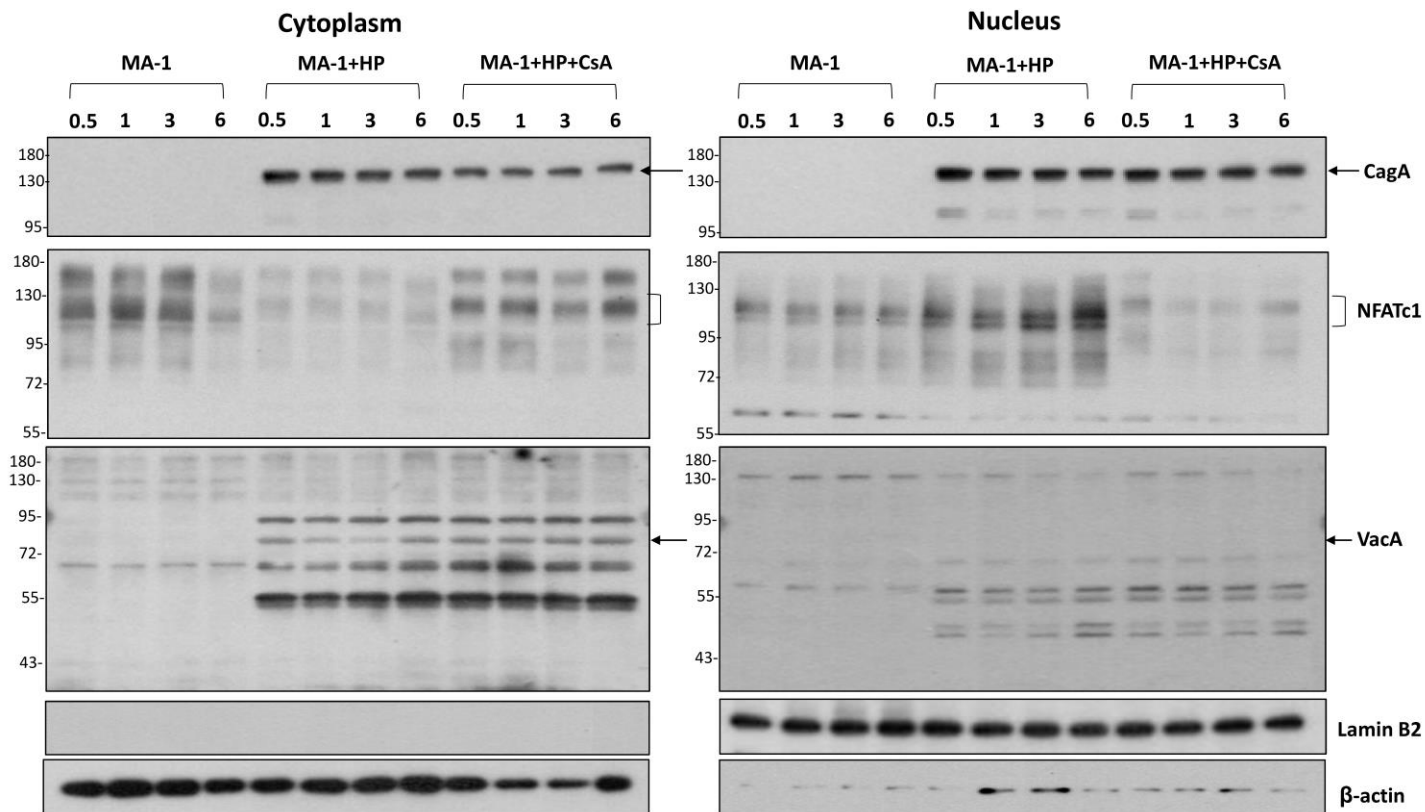 Cytoplasm Nucleus
MA-1 MA-1+HP MA-1+HP+CsA MA-1 MA-1+HP MA-1+HP+CsA
0.5 1 3 6 0.5 1 3 6 0.5 1 3 6 0.5 1 3 6 0.5 1 3 6 0.5 1 3 6
180- 180-
130- 130- CagA
95- 95-
180- 180-
130- 130- NFATc1
95- 95-
72- 72-
55- 55-
180- 180-
130- 130-
95- 95-
72- 72- VacA
55- 55-
43- 43-
Lamin B2
β-actin